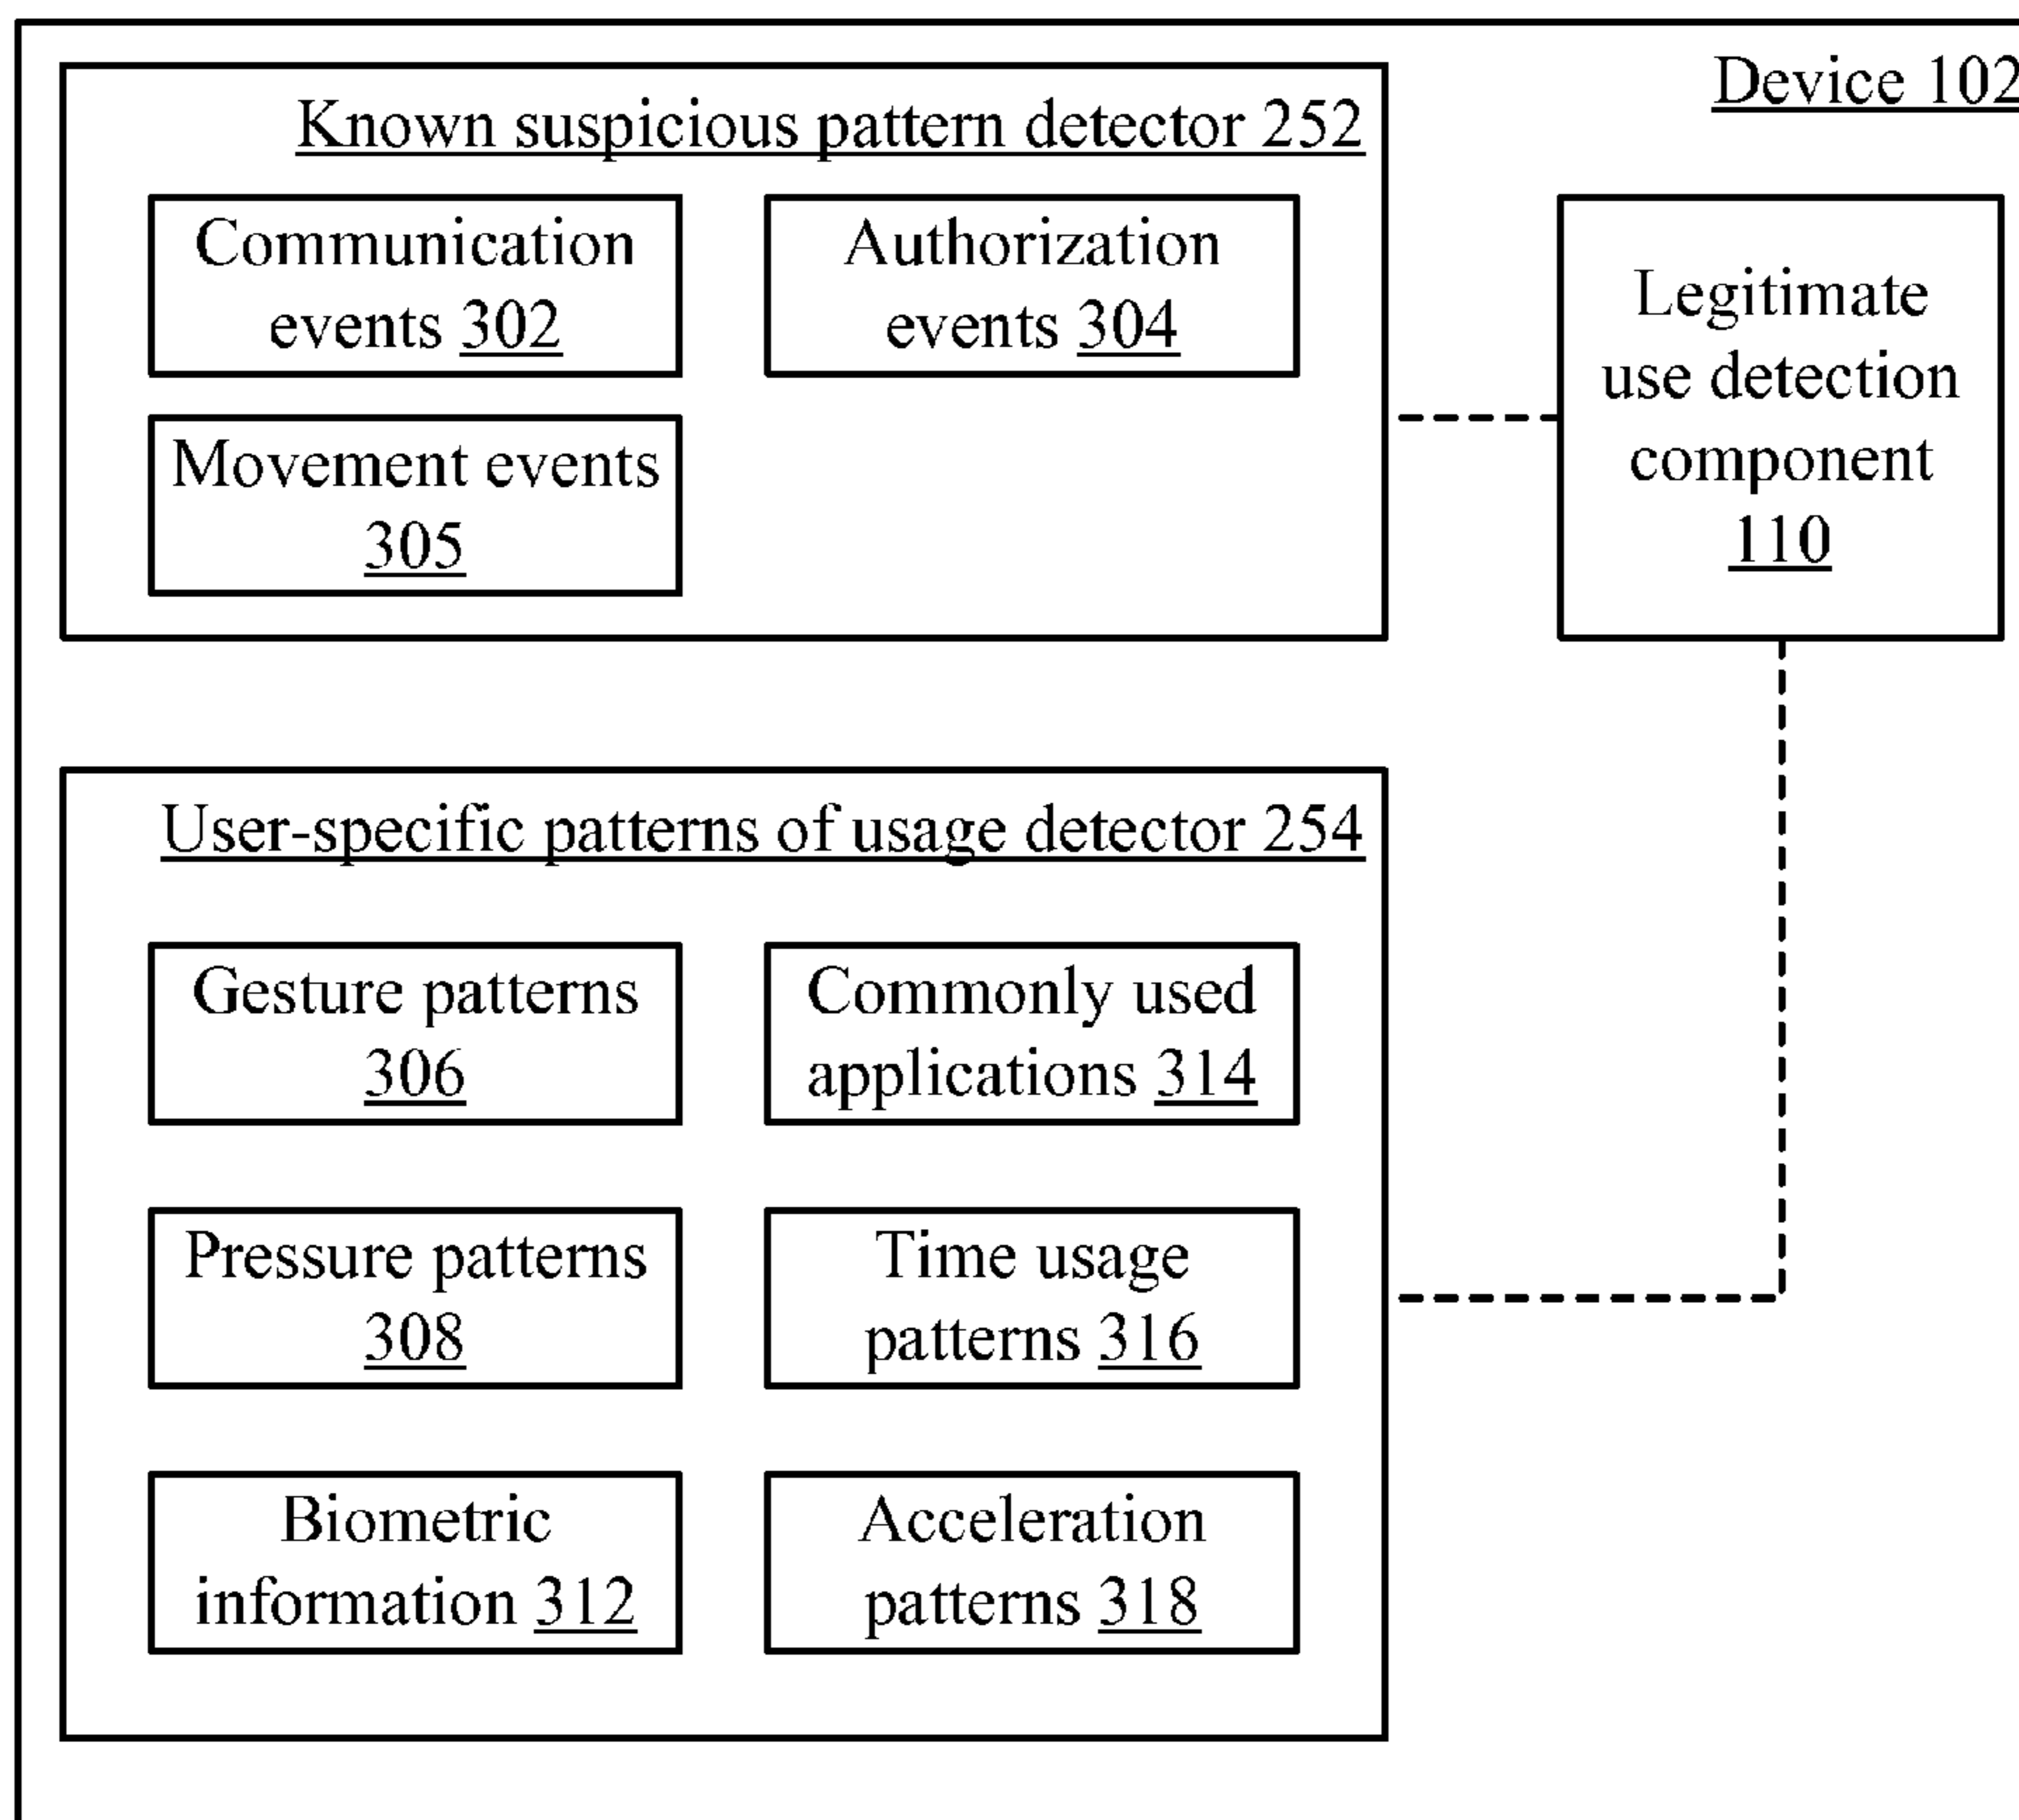 Device 102
Known suspicious pattern detector 252
Communication
events 302
Authorization
events 304
Movement events
305
Legitimate
use detection
component
110
User-specific patterns of usage detector 254
Gesture patterns
306
Commonly used
applications 314
Pressure patterns
308
Time usage
patterns 316
Biometric
information 312
Acceleration
patterns 318